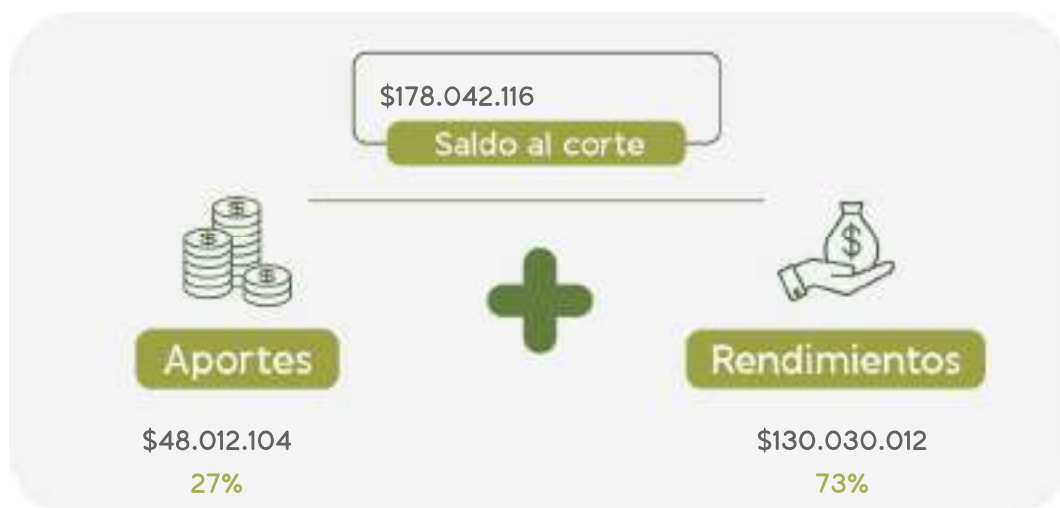 $178.042.116
Saldo al corte
Aportes
Rendimientos
$48.012.104
$130.030.012
27%
73%